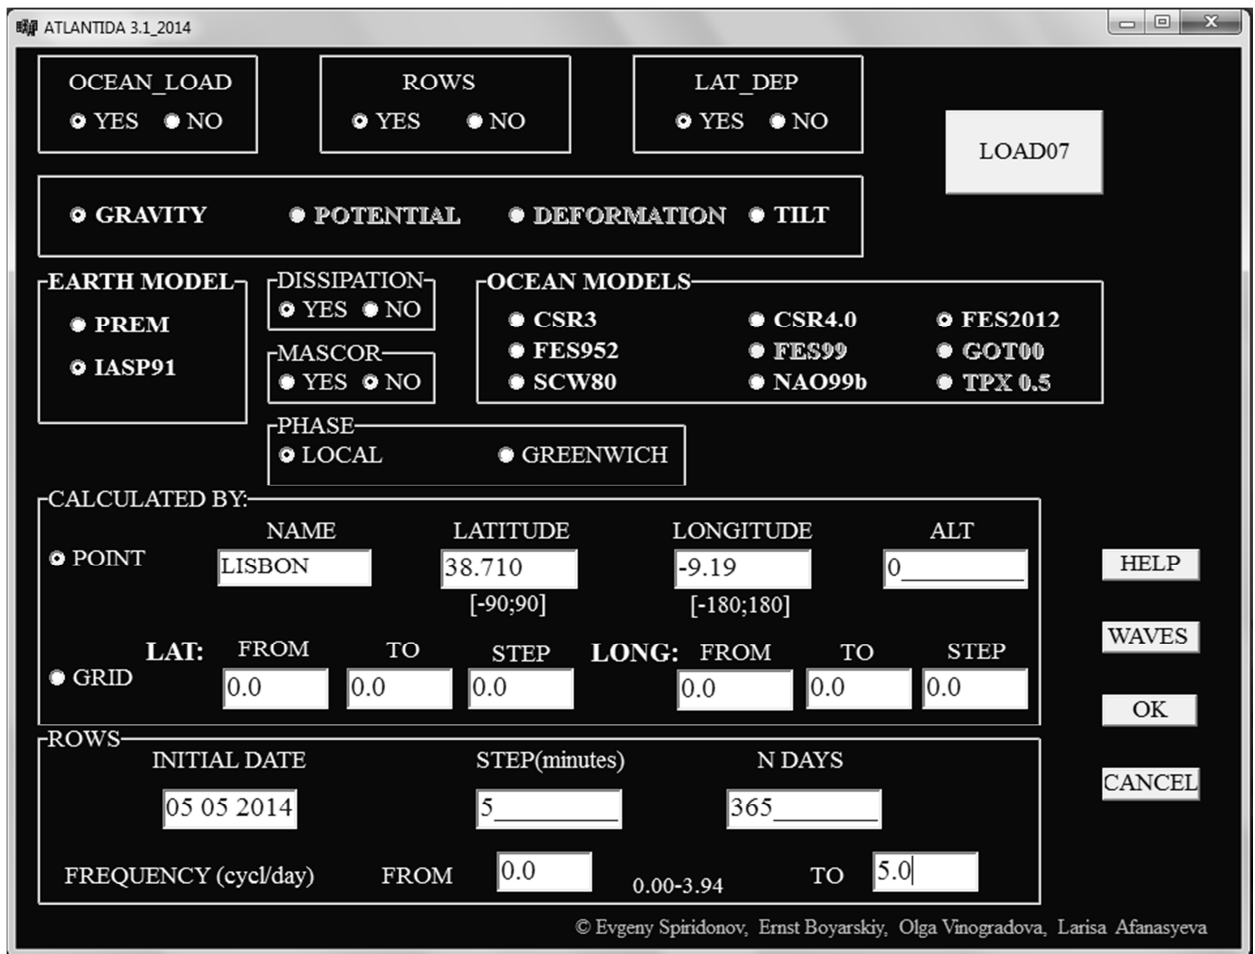 ATLANTIDA 3.1_2014
OCEAN_LOAD
YES NO
ROWS
YES NO
LAT_DEP
YES NO
LOAD07
GRAVITY POTENTIAL DEFORMATION TILT
EARTH MODEL
PREM
IASP91
DISSIPATION
YES NO
MASCOR
YES NO
OCEAN MODELS
CSR3 CSR4.0 FES2012
FES952 FES99 GOT00
SCW80 NAO99b TPX 0.5
PHASE
LOCAL GREENWICH
CALCULATED BY:
NAME LATITUDE LONGITUDE ALT
POINT LISBON 38.710 -9.19 0_________
[-90;90] [-180;180]
LAT: FROM TO STEP LONG: FROM TO STEP
GRID 0.0 0.0 0.0 0.0 0.0 0.0
HELP
WAVES
OK
CANCEL
ROWS
INITIAL DATE STEP(minutes) N DAYS
05 05 2014 5_________ 365_______
FREQUENCY (cycl/day) FROM 0.0 0.00-3.94 TO 5.0
© Evgeny Spiridonov, Ernst Boyarskiy, Olga Vinogradova, Larisa Afanasyeva